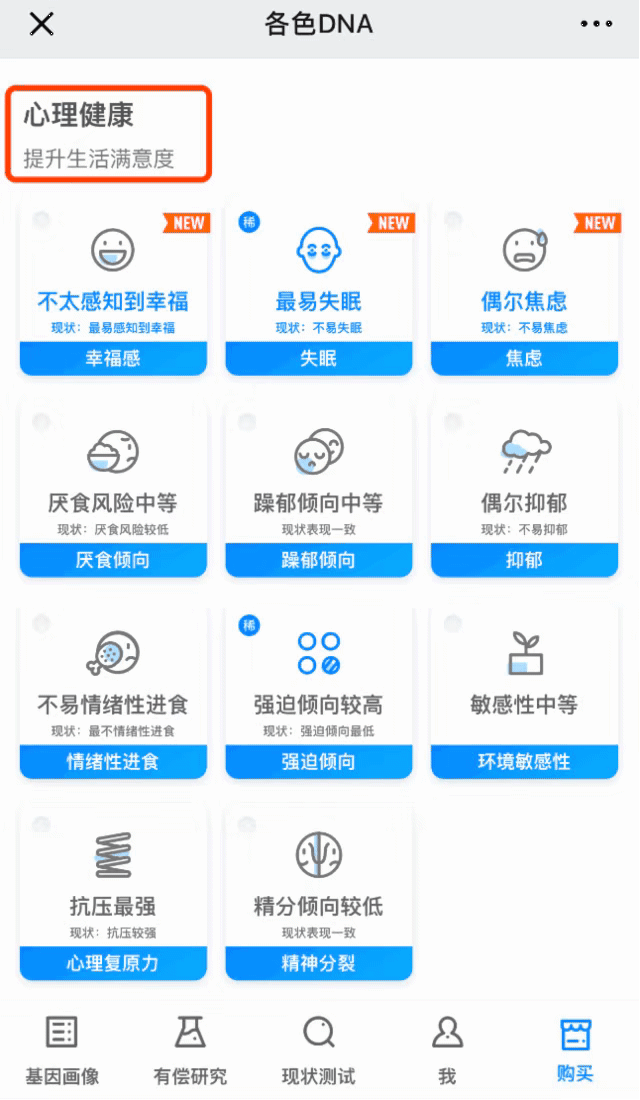 各色DNA
心理健康
提升生活满意度
NEW
不太感知到幸福
现状：最易感知到幸福
幸福感
稀
NEW
最易失眠
现状：不易失眠
失眠
NEW
偶尔焦虑
现状：不易焦虑
焦虑
厌食风险中等
现状：厌食风险较低
厌食倾向
躁郁倾向中等
现状表现一致
躁郁倾向
偶尔抑郁
现状：不易抑郁
抑郁
不易情绪性进食
现状：最不情绪性进食
情绪性进食
稀
强迫倾向较高
现状：强迫倾向最低
强迫倾向
敏感性中等
环境敏感性
抗压最强
现状：抗压较强
心理复原力
精分倾向较低
现状表现一致
精神分裂
基因画像
有偿研究
现状测试
我
购买